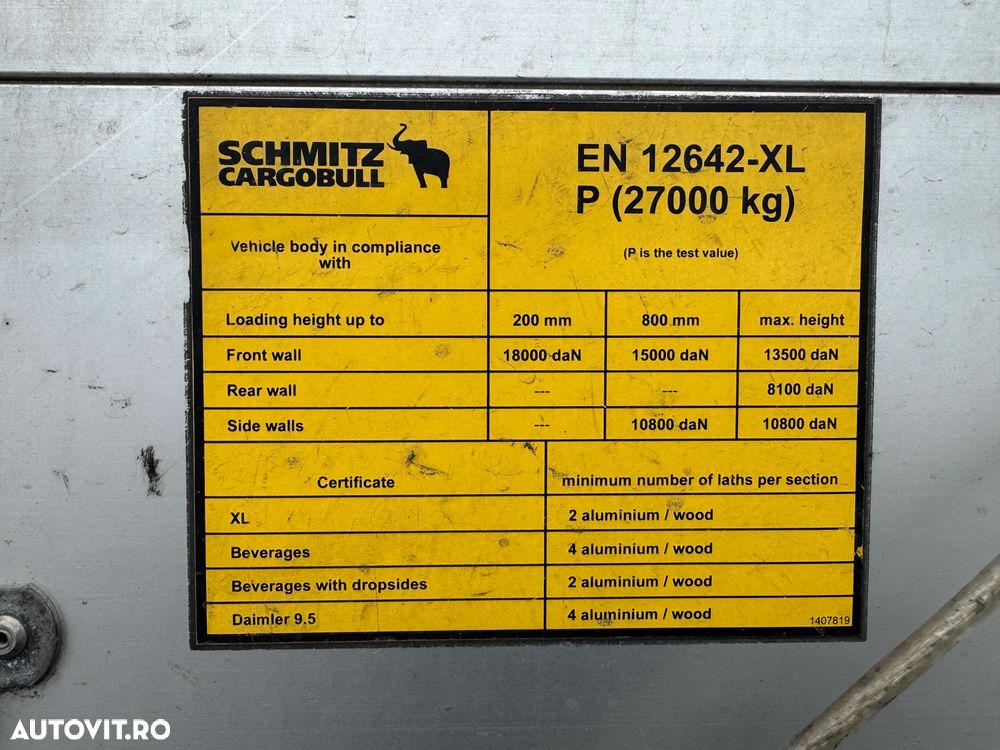 SCHMITZ
CARGOBULL
EN 12642-XL
P (27000 kg)
(P is the test value)
Vehicle body in compliance
with
Loading height up to 200 mm 800 mm max. height
Front wall 18000 daN 15000 daN 13500 daN
Rear wall --- --- 8100 daN
Side walls --- 10800 daN 10800 daN
Certificate minimum number of laths per section
XL 2 aluminium / wood
Beverages 4 aluminium / wood
Beverages with dropsides 2 aluminium / wood
Daimler 9.5 4 aluminium / wood
1407819
AUTOVIT.RO